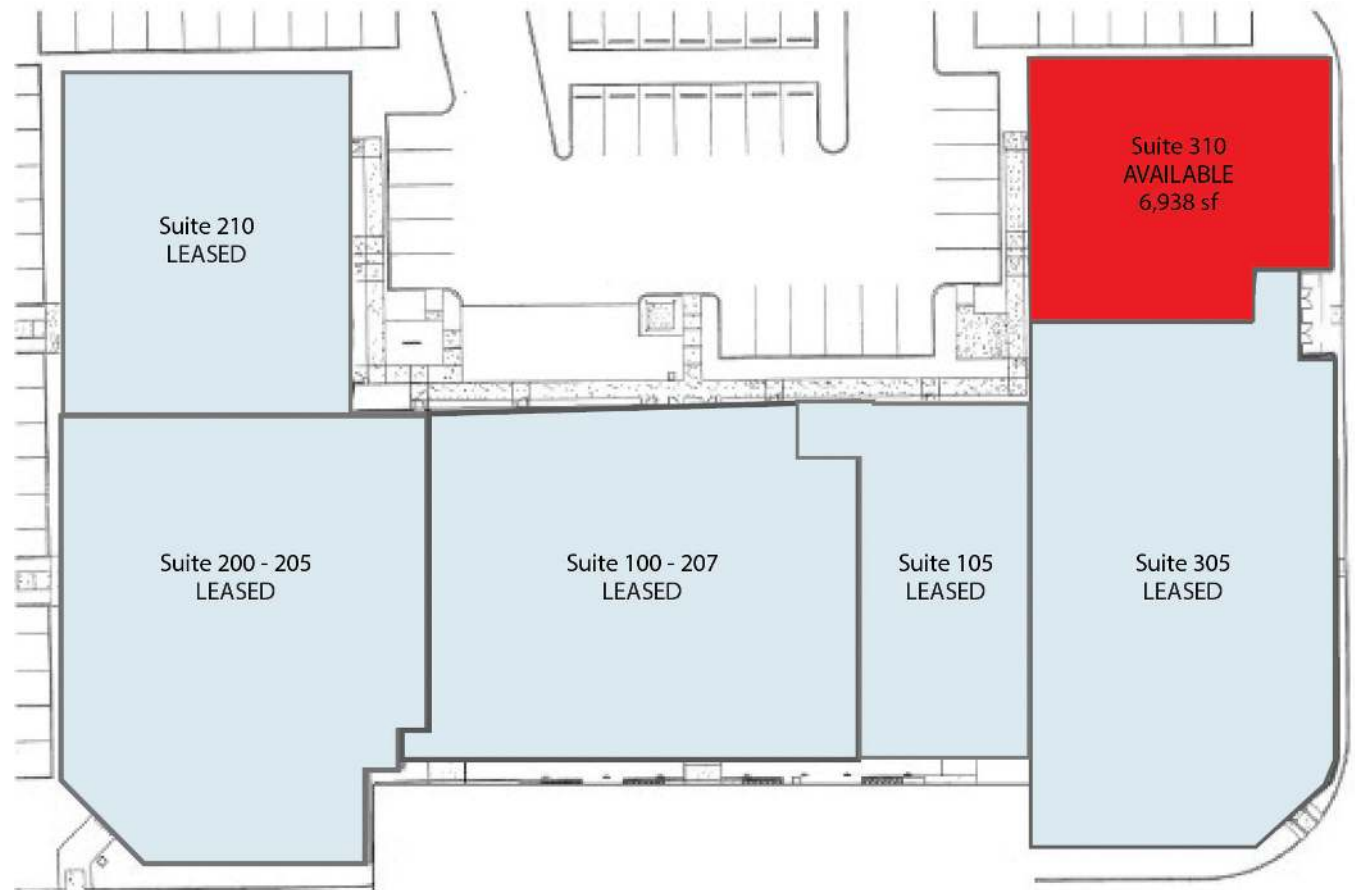 Suite 310
AVAILABLE
6,938 sf
Suite 210
LEASED
Suite 200 - 205
LEASED
Suite 100 - 207
LEASED
Suite 105
LEASED
Suite 305
LEASED